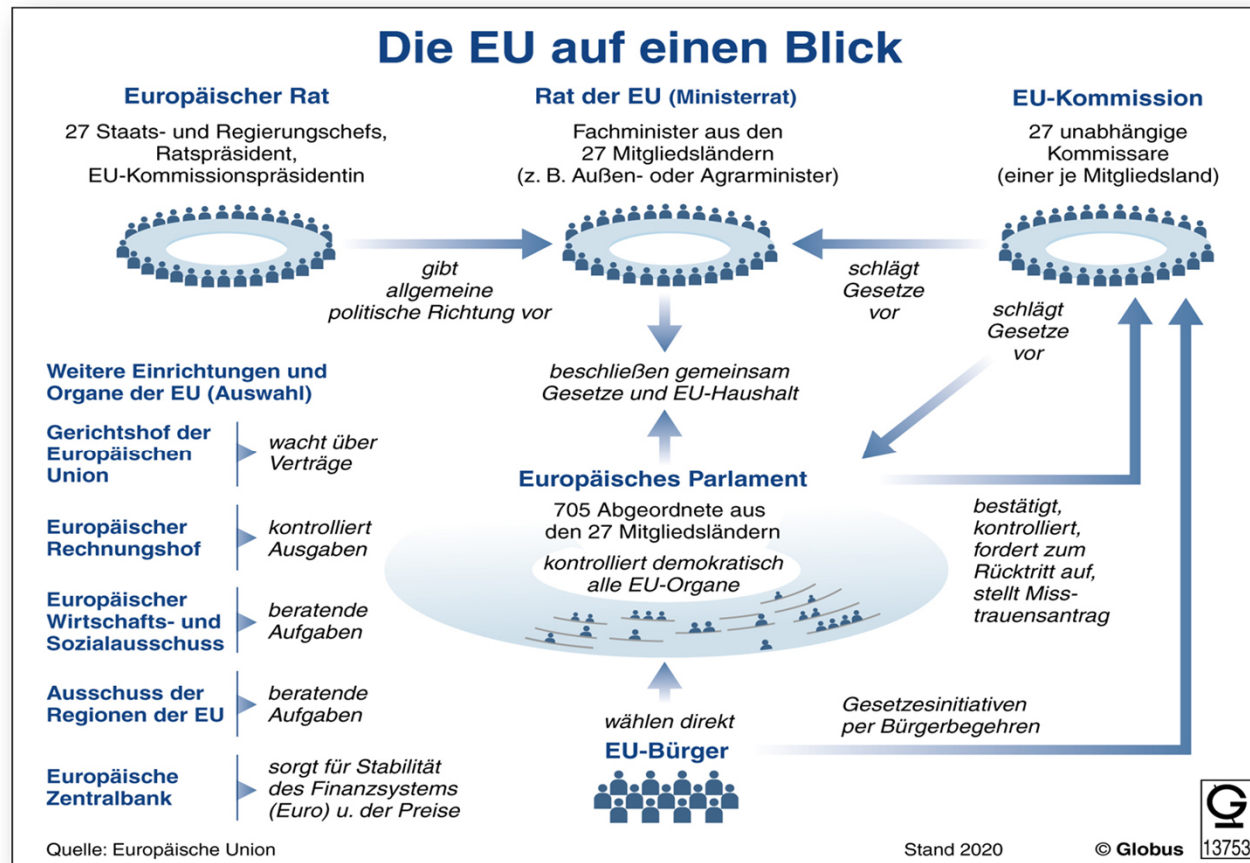 Die EU auf einen Blick
Europäischer Rat
27 Staats- und Regierungschefs,
Ratspräsident,
EU-Kommissionspräsidentin
Rat der EU (Ministerrat)
Fachminister aus den
27 Mitgliedsländern
(z. B. Außen- oder Agrarminister)
EU-Kommission
27 unabhängige
Kommissare
(einer je Mitgliedsland)
gibt
allgemeine
politische Richtung vor
schlägt
Gesetze
vor
schlägt
Gesetze
vor
beschließen gemeinsam
Gesetze und EU-Haushalt
Weitere Einrichtungen und
Organe der EU (Auswahl)
Gerichtshof der
Europäischen
Union
wacht über
Verträge
Europäischer
Rechnungshof
kontrolliert
Ausgaben
Europäischer
Wirtschafts- und
Sozialausschuss
beratende
Aufgaben
Ausschuss der
Regionen der EU
beratende
Aufgaben
Europäische
Zentralbank
sorgt für Stabilität
des Finanzsystems
(Euro) u. der Preise
Europäisches Parlament
705 Abgeordnete aus
den 27 Mitgliedsländern
kontrolliert demokratisch
alle EU-Organe
bestätigt,
kontrolliert,
fordert zum
Rücktritt auf,
stellt Miss-
trauensantrag
wählen direkt
EU-Bürger
Gesetzesinitiativen
per Bürgerbegehren
Quelle: Europäische Union
Stand 2020
© Globus
G
13753